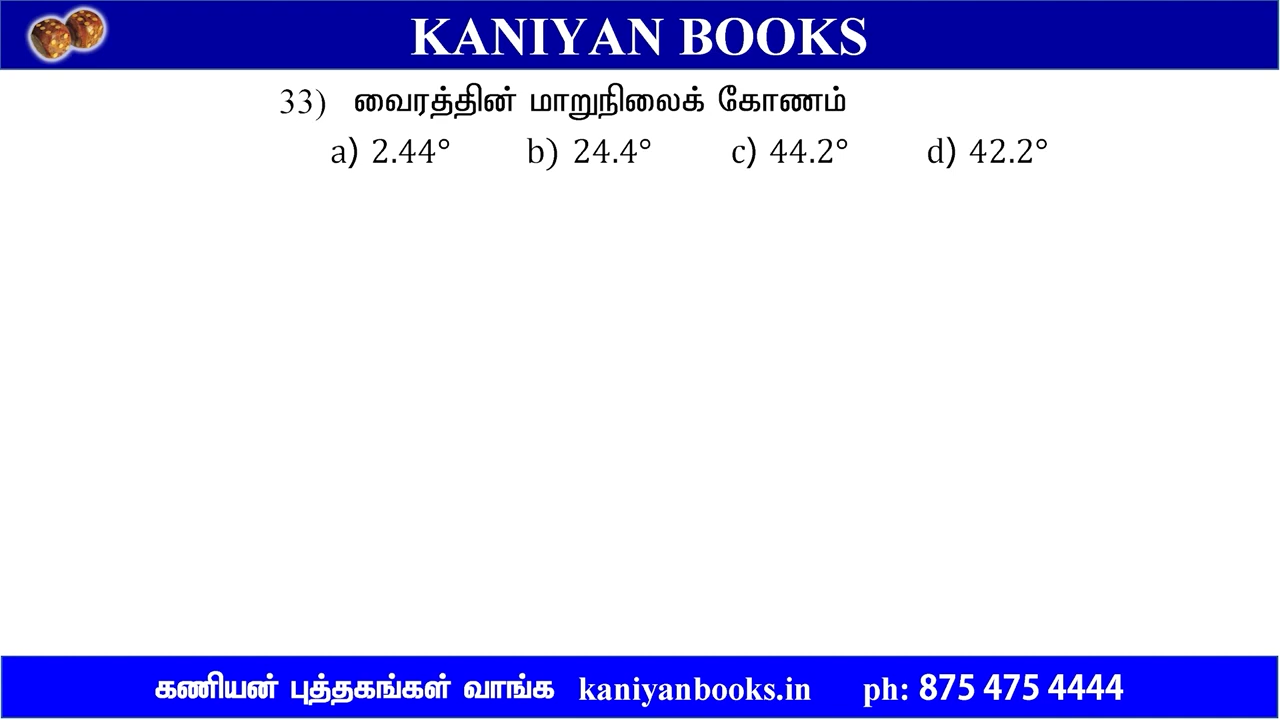 KANIYAN BOOKS
33) வைரத்தின் மாறுநிலைக் கோணம்
a) 2.44° b) 24.4° c) 44.2° d) 42.2°
கணியன் புத்தகங்கள் வாங்க kaniyanbooks.in ph: 875 475 4444